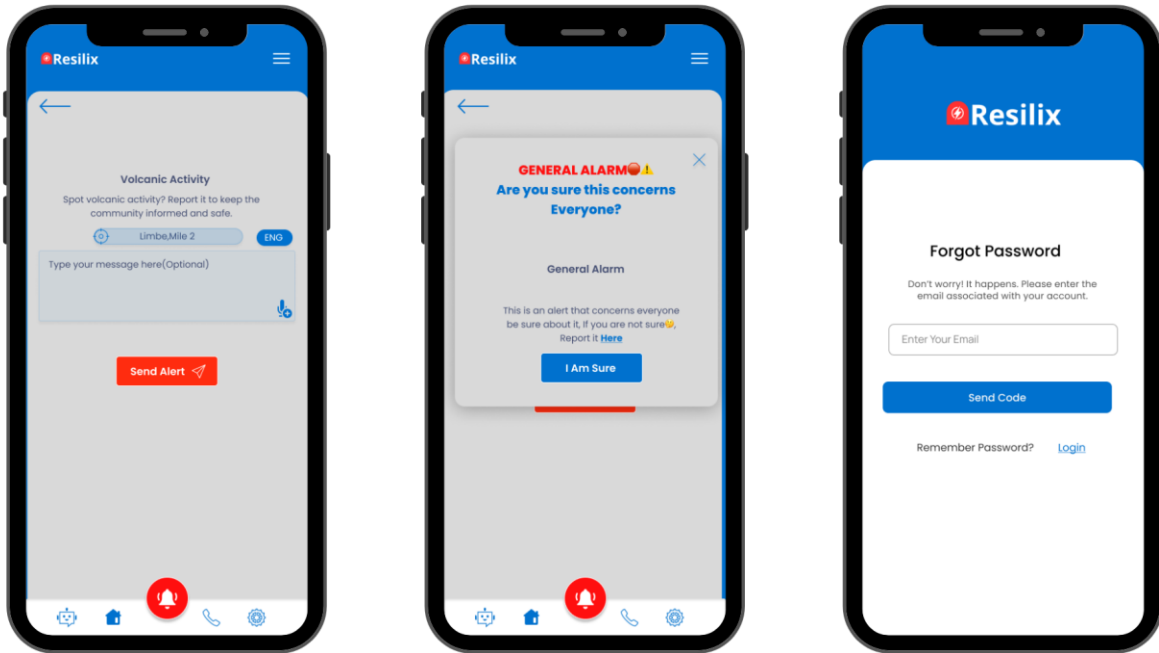 Resilix
Volcanic Activity
Spot volcanic activity? Report it to keep the
community informed and safe.
Limbe,Mile 2
ENG
Type your message here(Optional)
Send Alert
Resilix
GENERAL ALARM🛑⚠️
Are you sure this concerns
Everyone?
General Alarm
This is an alert that concerns everyone
be sure about it, If you are not sure🤔,
Report it Here
I Am Sure
Resilix
Forgot Password
Don't worry! It happens. Please enter the
email associated with your account.
Enter Your Email
Send Code
Remember Password? Login